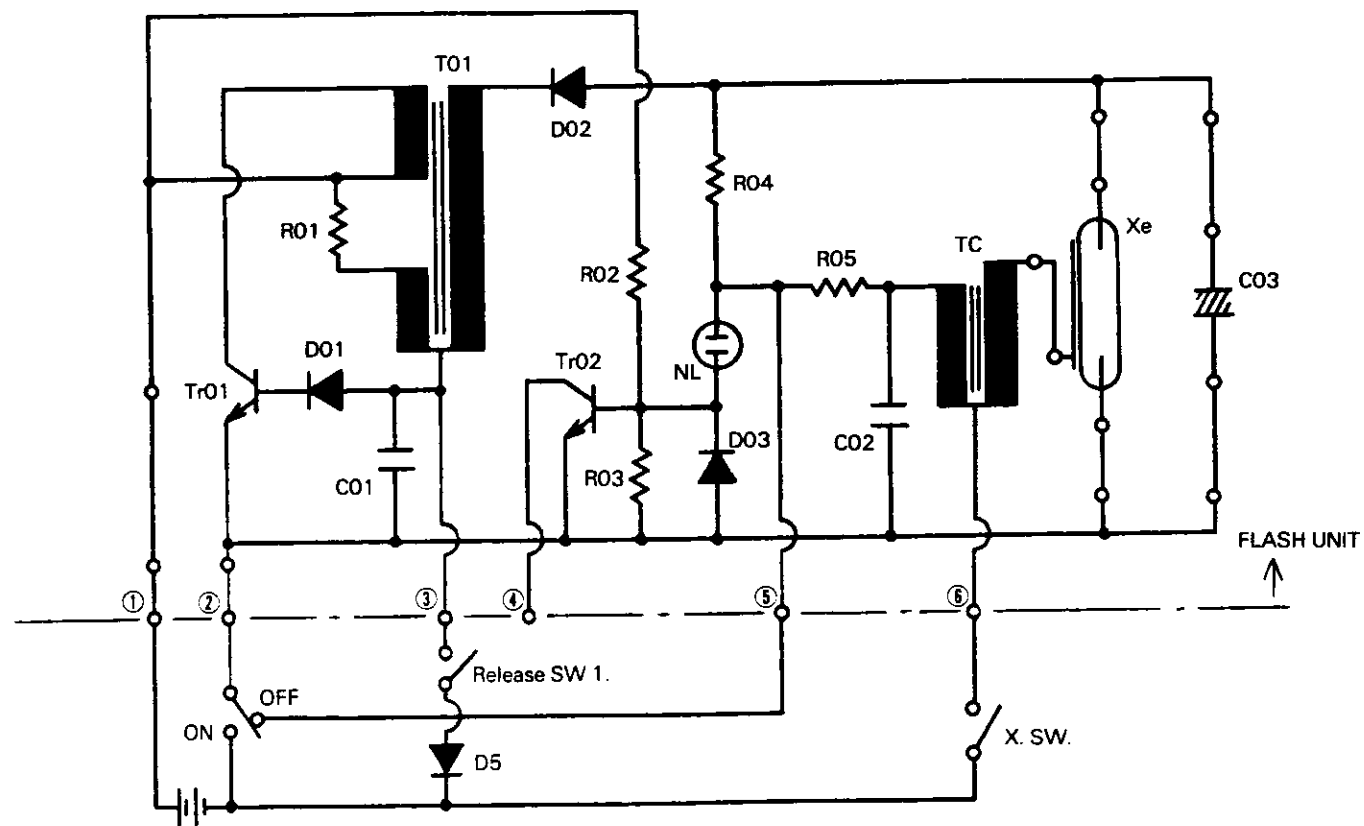 T01
D02
R04
Xe
R01
R02
R05
TC
C03
D01
Tr02
NL
Tr01
D03
C02
C01
R03
FLASH UNIT
① ② ③ ④ ⑤ ⑥
Release SW 1.
OFF
ON
X. SW.
D5